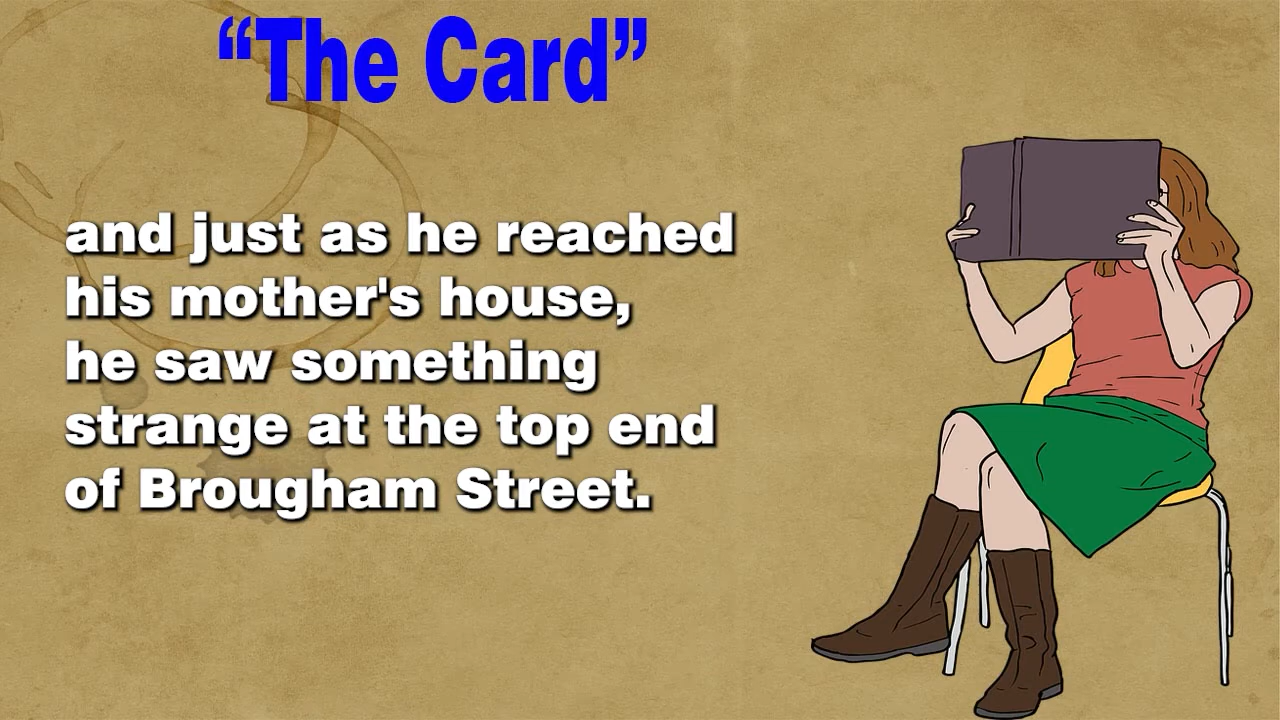 “The Card”
and just as he reached
his mother's house,
he saw something
strange at the top end
of Brougham Street.